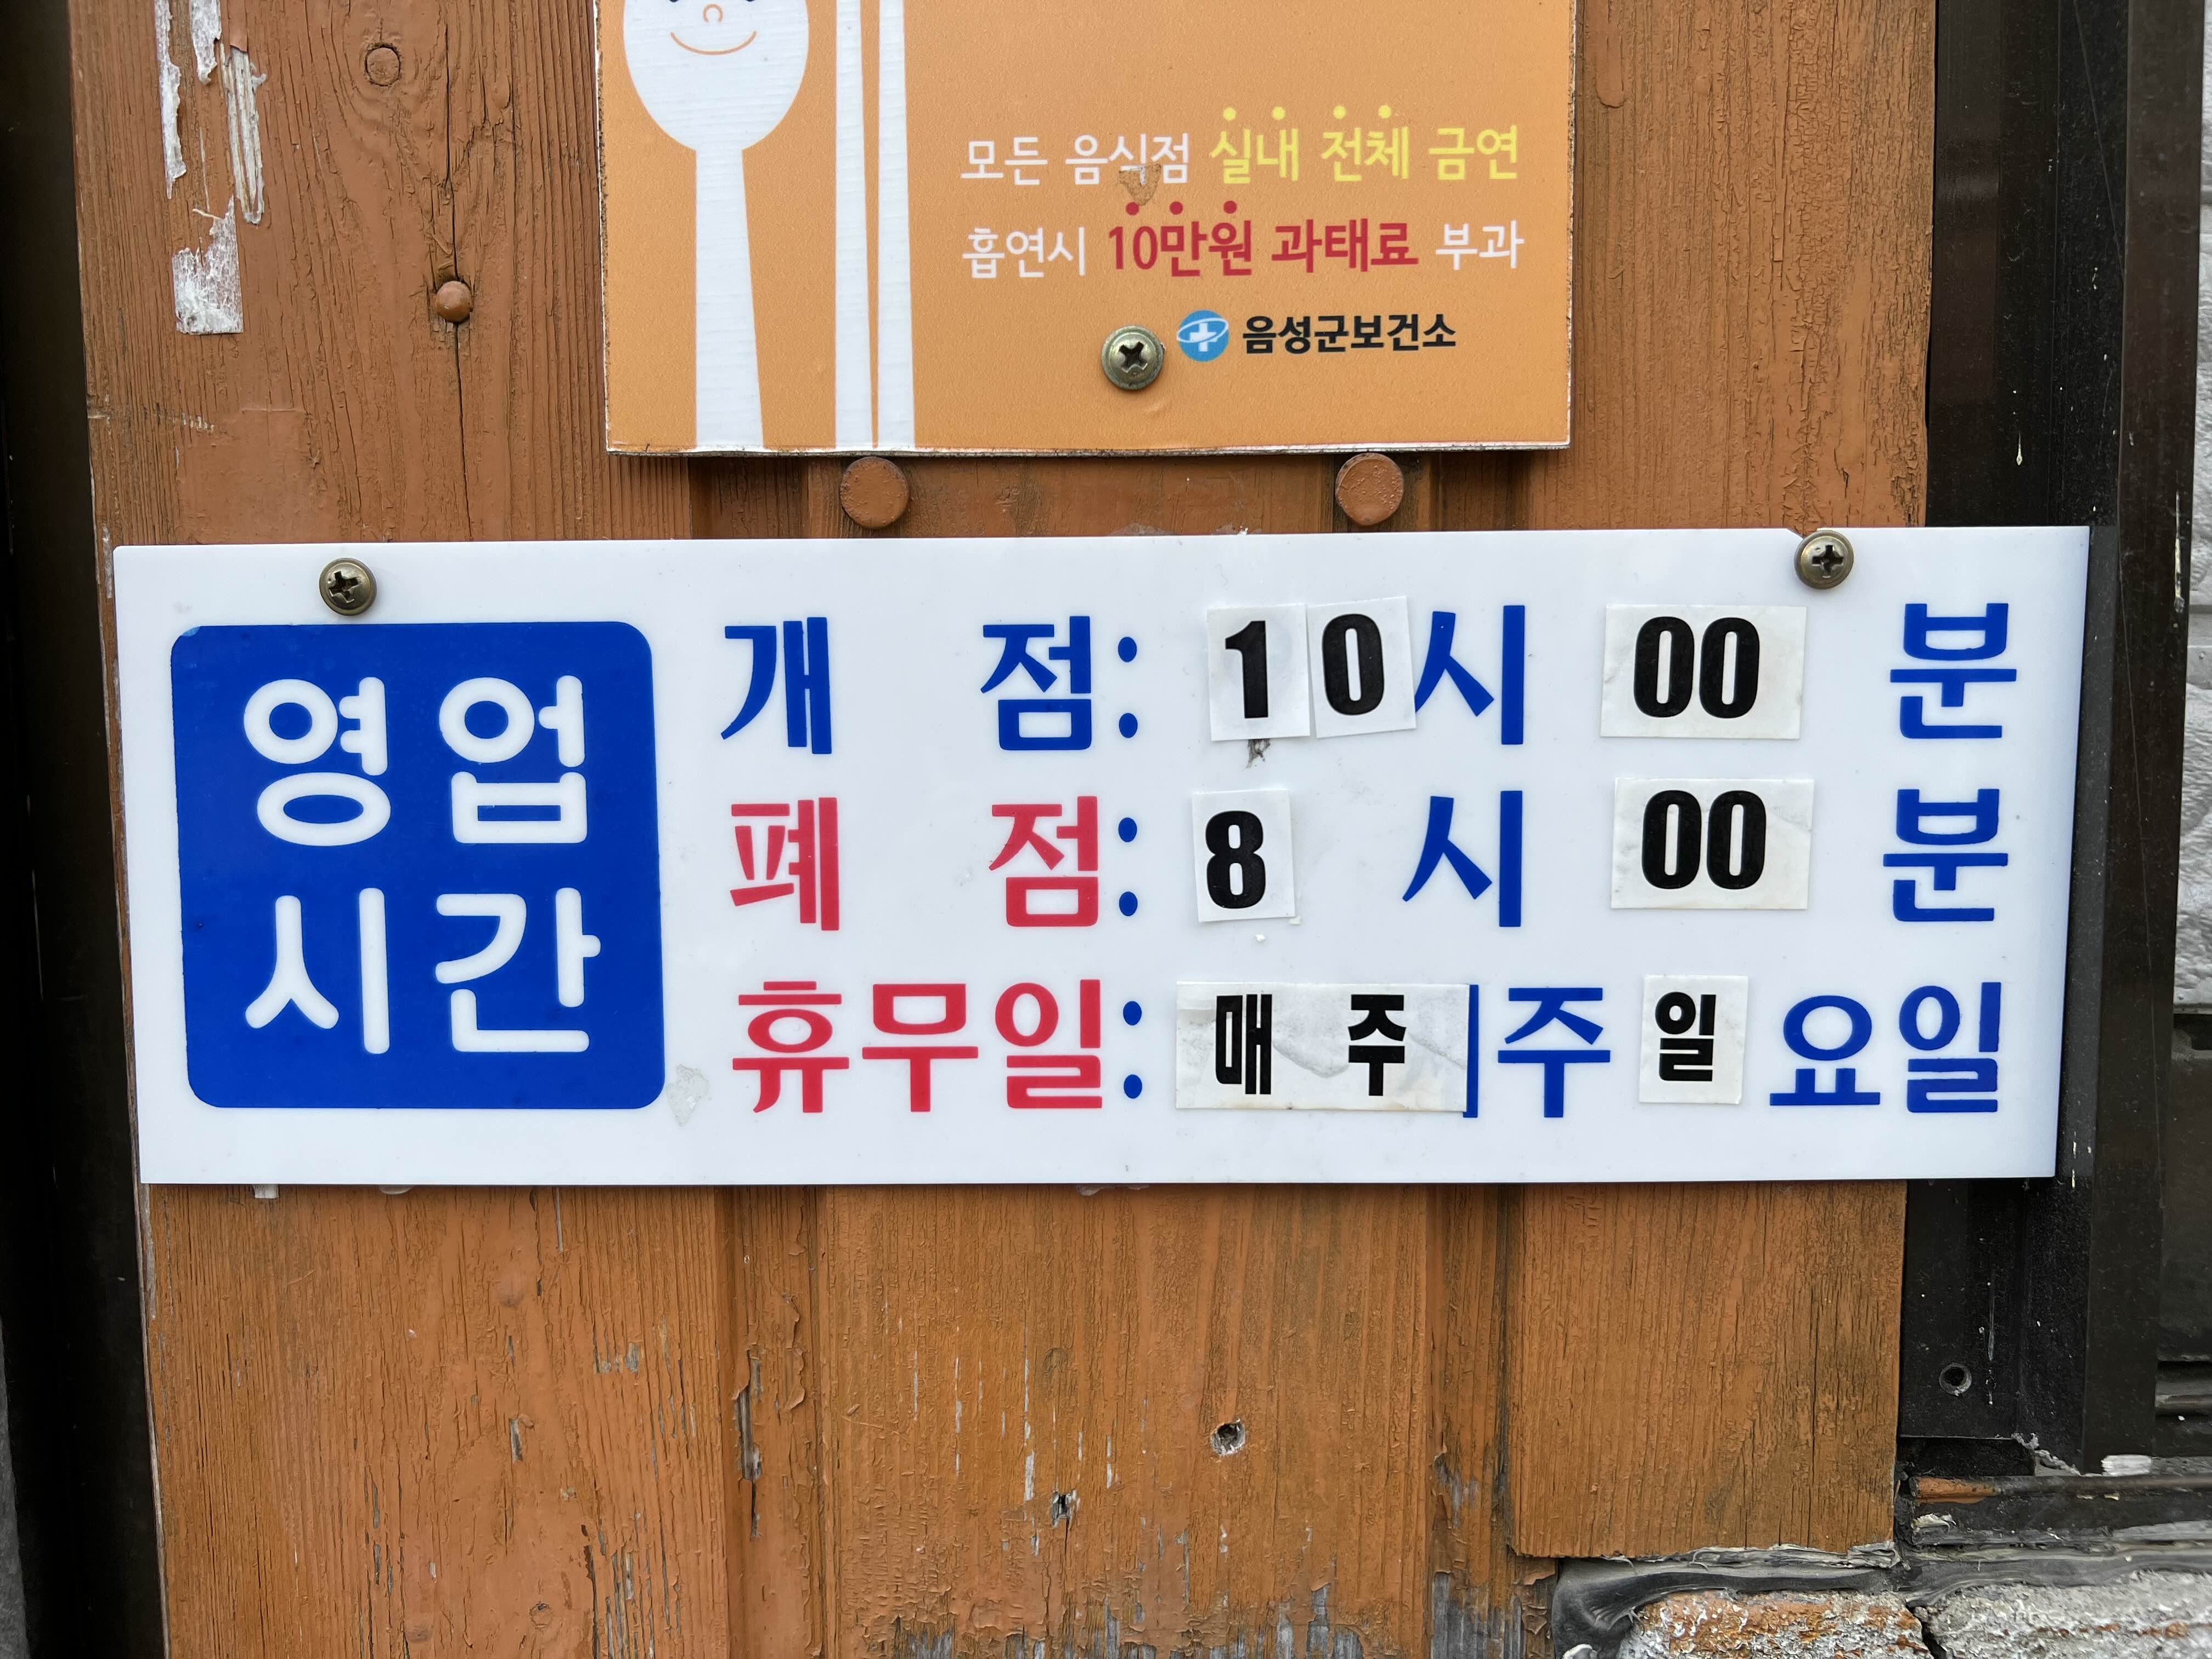 모든 음식점 실내 전체 금연
흡연시 10만원 과태료 부과
음성군보건소
영업
시간
개 점: 10시 00 분
폐 점: 8 시 00 분
휴무일: 매 주 주 일 요일